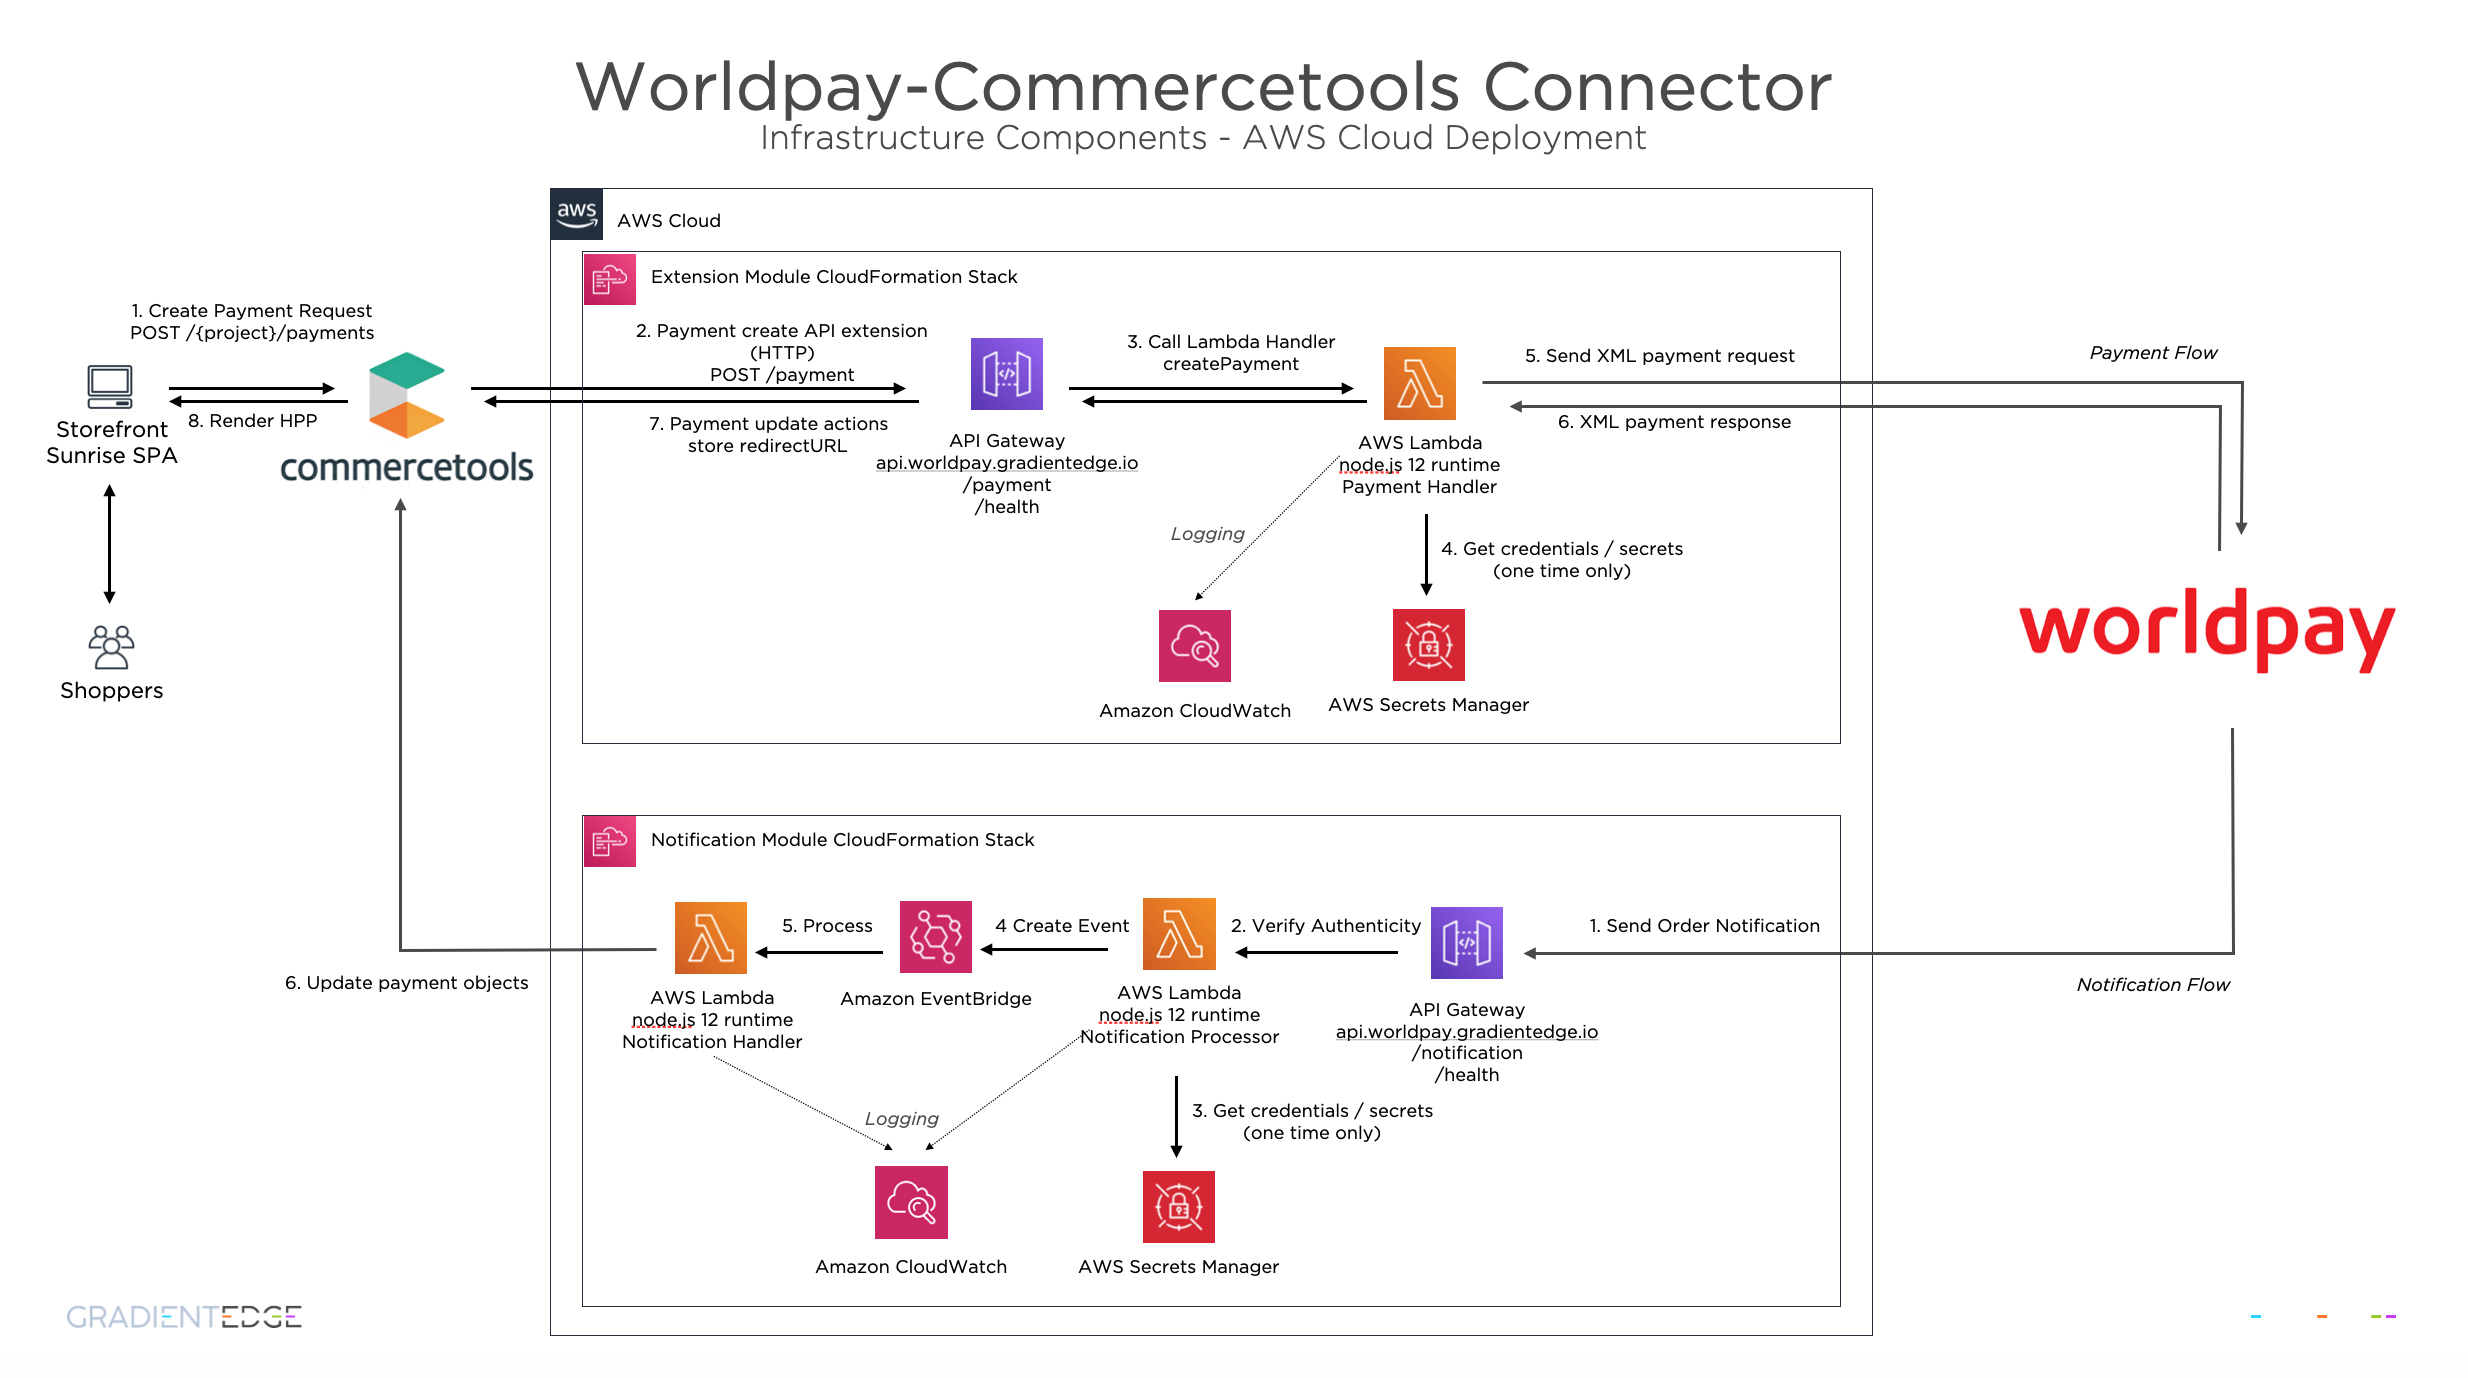 Worldpay-Commercetools Connector
Infrastructure Components - AWS Cloud Deployment
aws
AWS Cloud
Extension Module CloudFormation Stack
1. Create Payment Request
POST /{project}/payments
8. Render HPP
Storefront
Sunrise SPA
commercetools
Shoppers
2. Payment create API extension
(HTTP)
POST /payment
7. Payment update actions
store redirectURL
API Gateway
api.worldpay.gradientedge.io
/payment
/health
3. Call Lambda Handler
createPayment
AWS Lambda
node.js 12 runtime
Payment Handler
5. Send XML payment request
6. XML payment response
Payment Flow
Logging
4. Get credentials / secrets
(one time only)
Amazon CloudWatch
AWS Secrets Manager
worldpay
Notification Module CloudFormation Stack
1. Send Order Notification
Notification Flow
API Gateway
api.worldpay.gradientedge.io
/notification
/health
2. Verify Authenticity
AWS Lambda
node.js 12 runtime
Notification Processor
3. Get credentials / secrets
(one time only)
AWS Secrets Manager
4 Create Event
Amazon EventBridge
5. Process
AWS Lambda
node.js 12 runtime
Notification Handler
Logging
Amazon CloudWatch
6. Update payment objects
GRADIENTEDGE